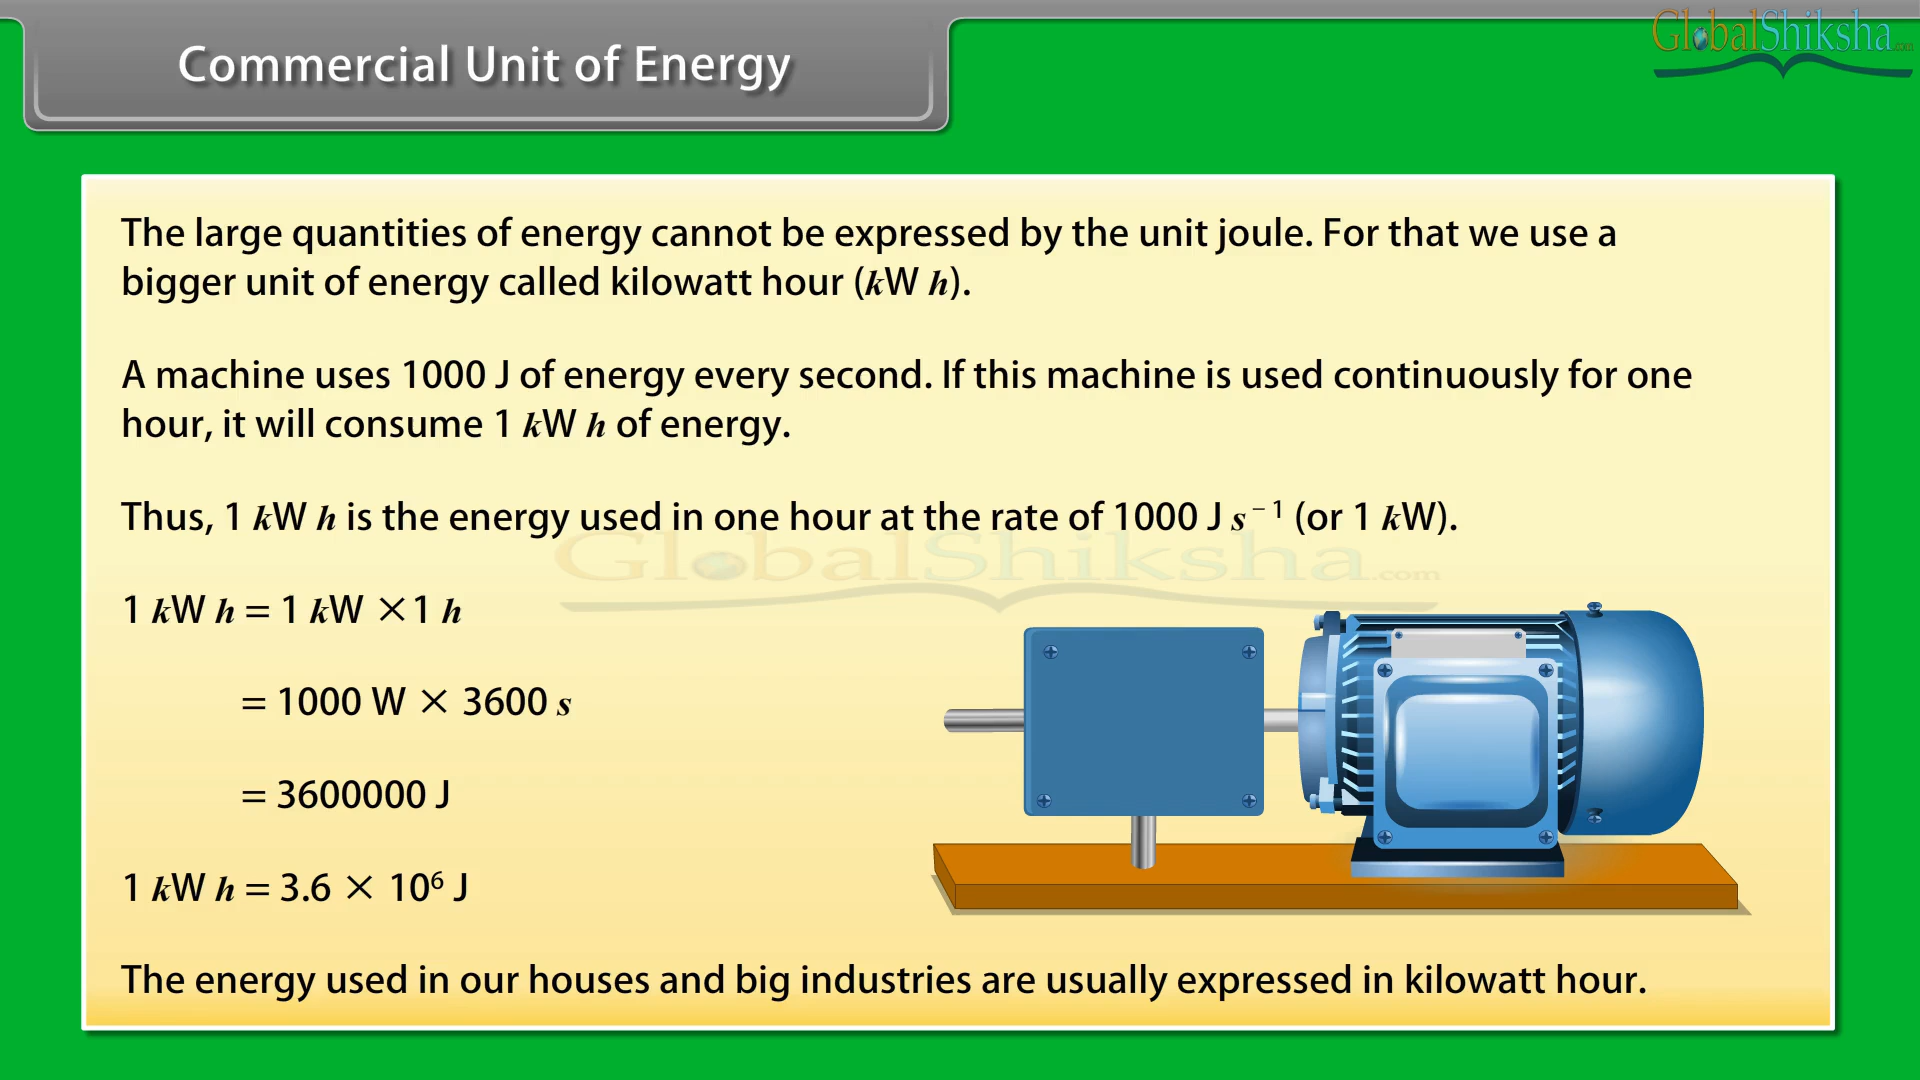 Commercial Unit of Energy
GlobalShiksha.com
The large quantities of energy cannot be expressed by the unit joule. For that we use a
bigger unit of energy called kilowatt hour (kW h).
A machine uses 1000 J of energy every second. If this machine is used continuously for one
hour, it will consume 1 kW h of energy.
Thus, 1 kW h is the energy used in one hour at the rate of 1000 J s⁻¹ (or 1 kW).
GlobalShiksha.com
1 kW h = 1 kW ×1 h
= 1000 W × 3600 s
= 3600000 J
1 kW h = 3.6 × 10⁶ J
The energy used in our houses and big industries are usually expressed in kilowatt hour.